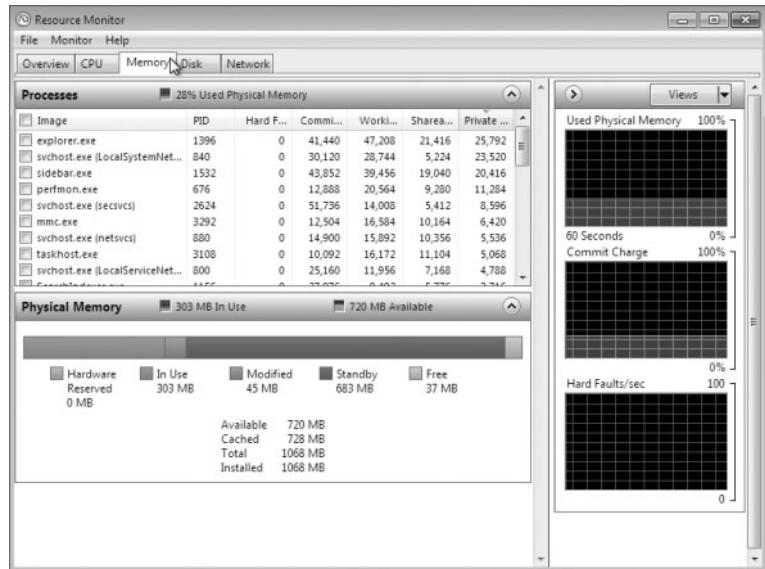 Resource Monitor
File Monitor Help
Overview CPU Memory Disk Network
Processes 28% Used Physical Memory
Image PID Hard F... Commi... Worki... Sharea... Private ...
explorer.exe 1396 0 41,440 47,208 21,416 25,792
svchost.exe (LocalSystemNet... 840 0 30,120 28,744 5,224 23,520
sidebar.exe 1532 0 43,852 39,456 19,040 20,416
perfmon.exe 676 0 12,888 20,564 9,280 11,284
svchost.exe (secsvcs) 2624 0 51,736 14,008 5,412 8,596
mmc.exe 3292 0 12,504 16,584 10,164 6,420
svchost.exe (netsvcs) 880 0 14,900 15,892 10,356 5,536
taskhost.exe 3108 0 10,092 16,172 11,104 5,068
svchost.exe (LocalServiceNet... 800 0 25,160 11,956 7,168 4,788
Physical Memory 303 MB In Use 720 MB Available
Hardware Reserved 0 MB
In Use 303 MB
Modified 45 MB
Standby 683 MB
Free 37 MB
Available 720 MB
Cached 728 MB
Total 1068 MB
Installed 1068 MB
Views
Used Physical Memory 100%
60 Seconds 0%
Commit Charge 100%
0%
Hard Faults/sec 100
0